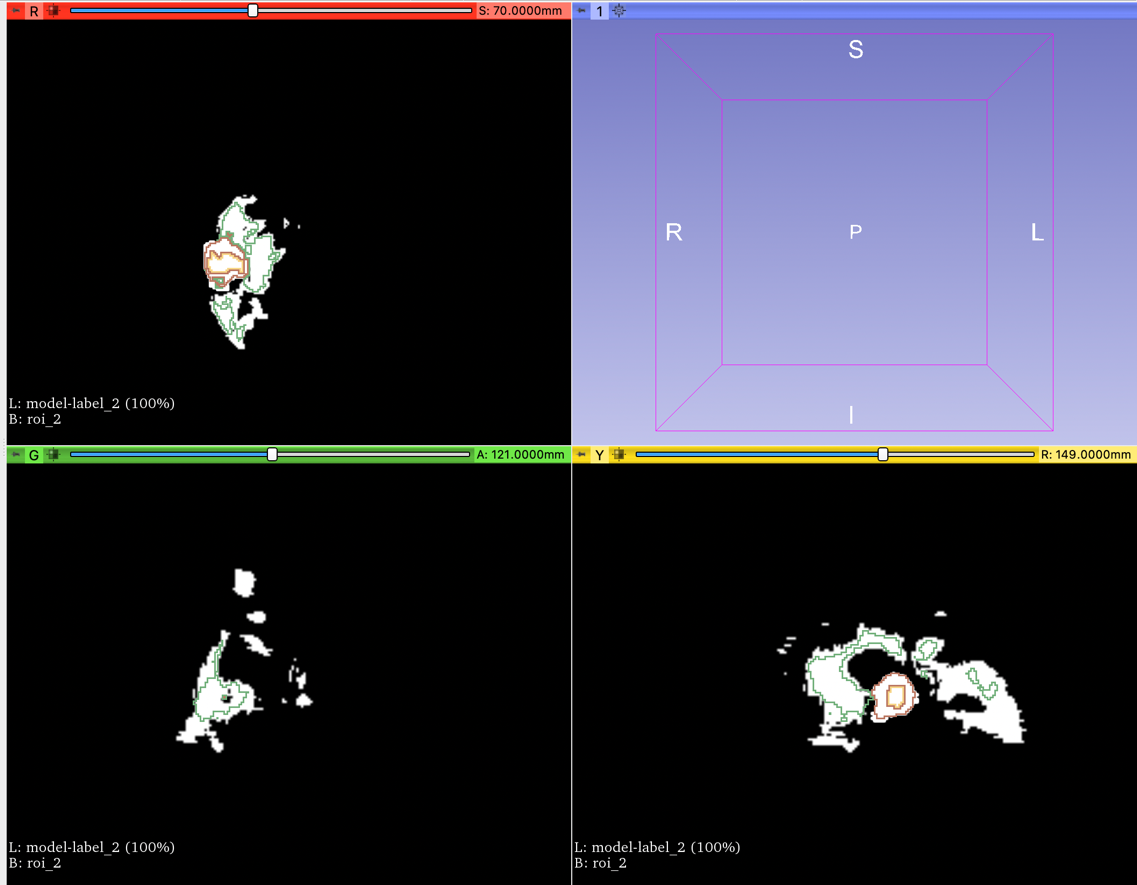 R S: 70.0000mm
1
S
R P L
I
L: model-label_2 (100%)
B: roi_2
G A: 121.0000mm
Y R: 149.0000mm
L: model-label_2 (100%)
B: roi_2
L: model-label_2 (100%)
B: roi_2